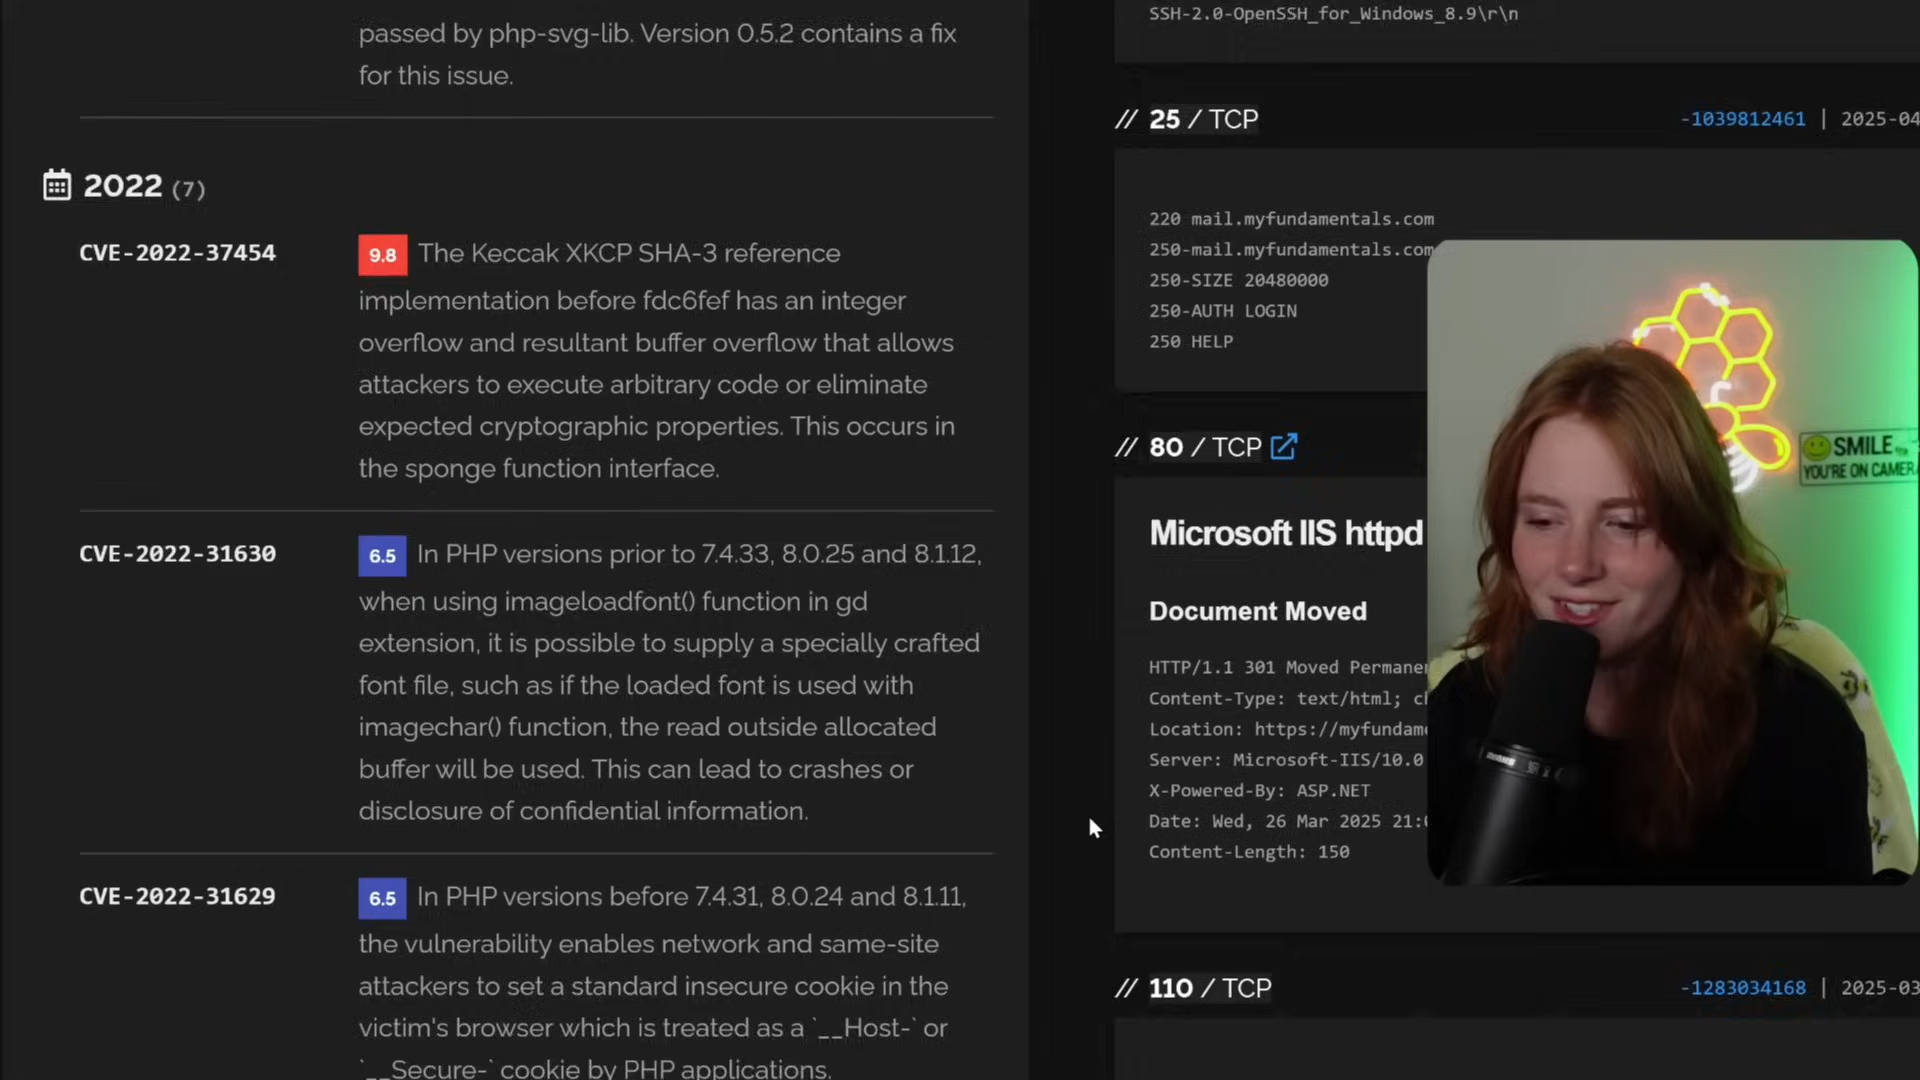 passed by php-svg-lib. Version 0.5.2 contains a fix
for this issue.
2022 (7)
CVE-2022-37454
9.8 The Keccak XKCP SHA-3 reference
implementation before fdc6fef has an integer
overflow and resultant buffer overflow that allows
attackers to execute arbitrary code or eliminate
expected cryptographic properties. This occurs in
the sponge function interface.
CVE-2022-31630
6.5 In PHP versions prior to 7.4.33, 8.0.25 and 8.1.12,
when using imageloadfont() function in gd
extension, it is possible to supply a specially crafted
font file, such as if the loaded font is used with
imagechar() function, the read outside allocated
buffer will be used. This can lead to crashes or
disclosure of confidential information.
CVE-2022-31629
6.5 In PHP versions before 7.4.31, 8.0.24 and 8.1.11,
the vulnerability enables network and same-site
attackers to set a standard insecure cookie in the
victim's browser which is treated as a `__Host-` or
`__Secure-` cookie by PHP applications.
SSH-2.0-OpenSSH_for_Windows_8.9\r\n
// 25 / TCP
-1039812461 | 2025-04
220 mail.myfundamentals.com
250-mail.myfundamentals.com
250-SIZE 20480000
250-AUTH LOGIN
250 HELP
// 80 / TCP
Microsoft IIS httpd
Document Moved
HTTP/1.1 301 Moved
Content-Type: text/html;
Location: https://myfundam
Server: Microsoft-IIS/10.0
X-Powered-By: ASP.NET
Date: Wed, 26 Mar 2025 21:
Content-Length: 150
SMILE
YOU'RE ON CAMERA
// 110 / TCP
-1283034168 | 2025-03